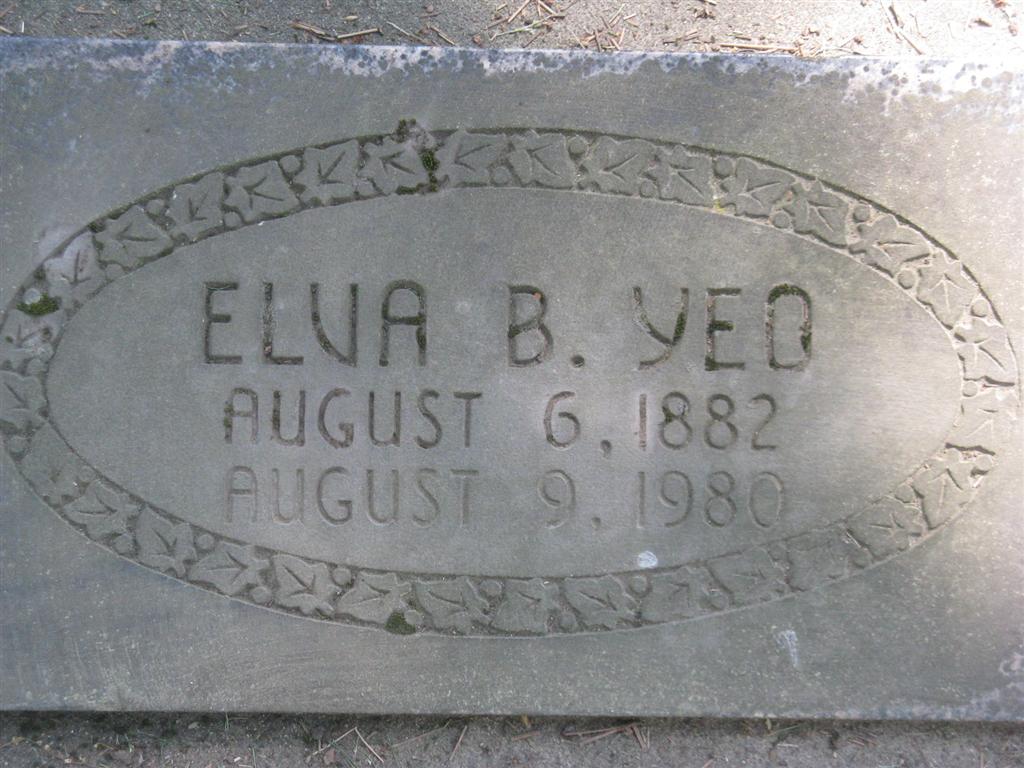 ELVA B. YEO
AUGUST 6, 1882
AUGUST 9, 1980